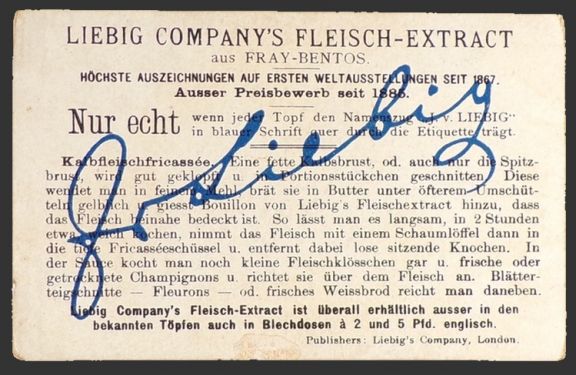 LIEBIG COMPANY'S FLEISCH-EXTRACT
aus FRAY-BENTOS.
HÖCHSTE AUSZEICHNUNGEN AUF ERSTEN WELTAUSSTELLUNGEN SEIT 1867.
Ausser Preisbewerb seit 1885.
Nur echt wenn jeder Topf den Namenszug „J. v. LIEBIG“
in blauer Schrift quer durch die Etiquette trägt.
Kalbfleischfricassée. Eine fette Kalbsbrust, od. auch nur die Spitz-
brust wird gut geklopft u. in Portionsstückchen geschnitten. Diese
wendet man in feinem Mehl, brät sie in Butter unter öfterem Umschüt-
teln gelblich u. giesst Bouillon von Liebig's Fleischextract hinzu, dass
das Fleisch beinahe bedeckt ist. So lässt man es langsam, in 2 Stunden
etwa weich kochen, nimmt das Fleisch mit einem Schaumlöffel dann in
die tiefe Fricasséeschüssel u. entfernt dabei lose sitzende Knochen. In
der Sauce kocht man noch kleine Fleischklösschen gar u. frische oder
getrocknete Champignons u. richtet sie über dem Fleisch an. Blätter-
teigschnitte — Fleurons — od. frisches Weissbrod reicht man daneben.
Liebig Company's Fleisch-Extract ist überall erhältlich ausser in den
bekannten Töpfen auch in Blechdosen à 2 und 5 Pfd. englisch.
Publishers: Liebig's Company, London.
JvLiebig